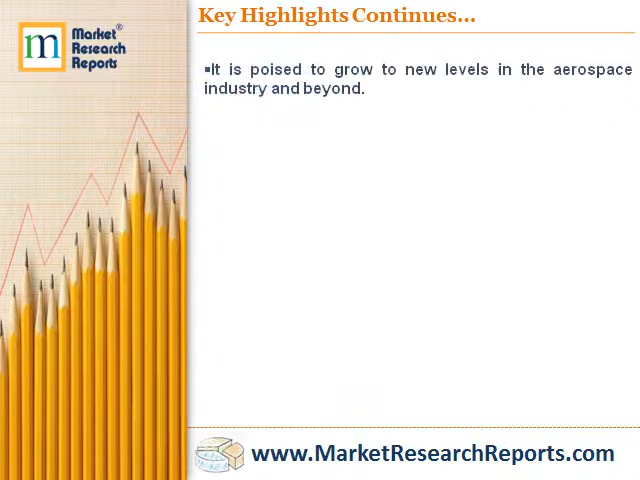 Key Highlights Continues...
m
Market®
Research
Reports
▪It is poised to grow to new levels in the aerospace
industry and beyond.
www.MarketResearchReports.com